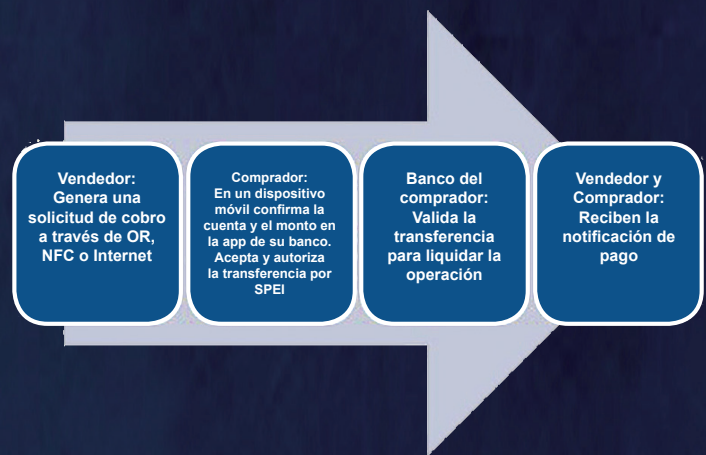 Vendedor:
Genera una
solicitud de cobro
a través de OR,
NFC o Internet
Comprador:
En un dispositivo
móvil confirma la
cuenta y el monto en
la app de su banco.
Acepta y autoriza
la transferencia por
SPEI
Banco del
comprador:
Valida la
transferencia
para liquidar la
operación
Vendedor y
Comprador:
Reciben la
notificación de
pago